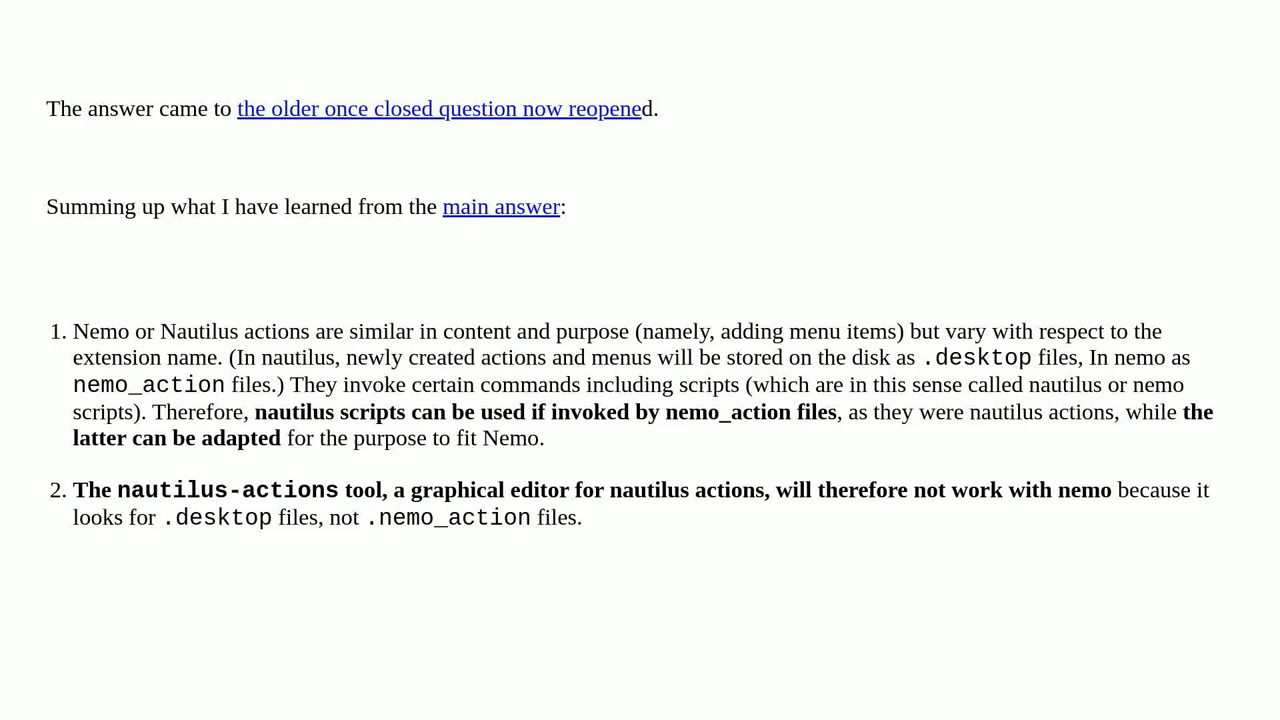 The answer came to the older once closed question now reopened.
Summing up what I have learned from the main answer:
1. Nemo or Nautilus actions are similar in content and purpose (namely, adding menu items) but vary with respect to the
extension name. (In nautilus, newly created actions and menus will be stored on the disk as .desktop files, In nemo as
nemo_action files.) They invoke certain commands including scripts (which are in this sense called nautilus or nemo
scripts). Therefore, nautilus scripts can be used if invoked by nemo_action files, as they were nautilus actions, while the
latter can be adapted for the purpose to fit Nemo.
2. The nautilus-actions tool, a graphical editor for nautilus actions, will therefore not work with nemo because it
looks for .desktop files, not .nemo_action files.